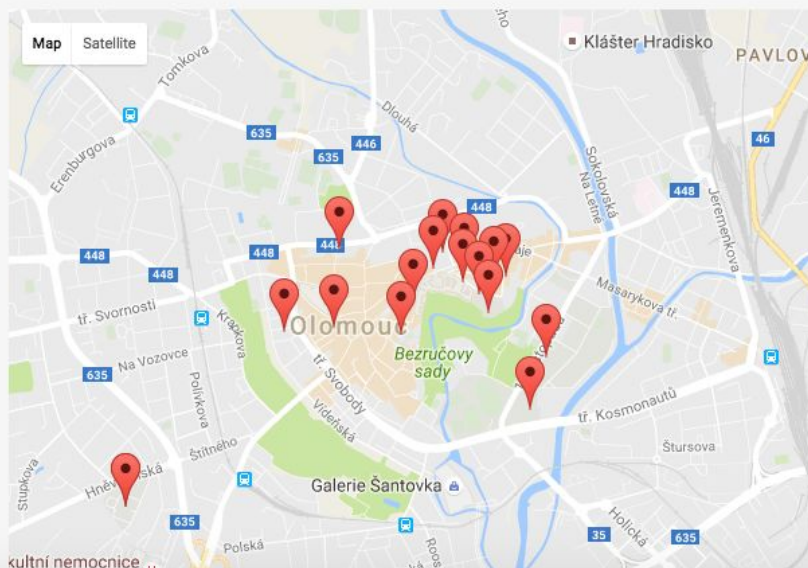 Map Satellite
Klášter Hradisko
PAVLOV
Tomkova
Dlouhá
Erenburgova
635
446
46
635
Sokolovská
Na Letné
448
448
448
448
448
Jeremenkova
tř. Svornosti
Krapkova
Masarykova tř.
Olomouc
Na Vozovce
Bezručovy
sady
635
Polívkova
tř. Svobody
Vídeňská
tř. Kosmonautů
Štítného
Štursova
Stupkova
Galerie Šantovka
635
Holická
35
635
Polská
kultní nemocnice